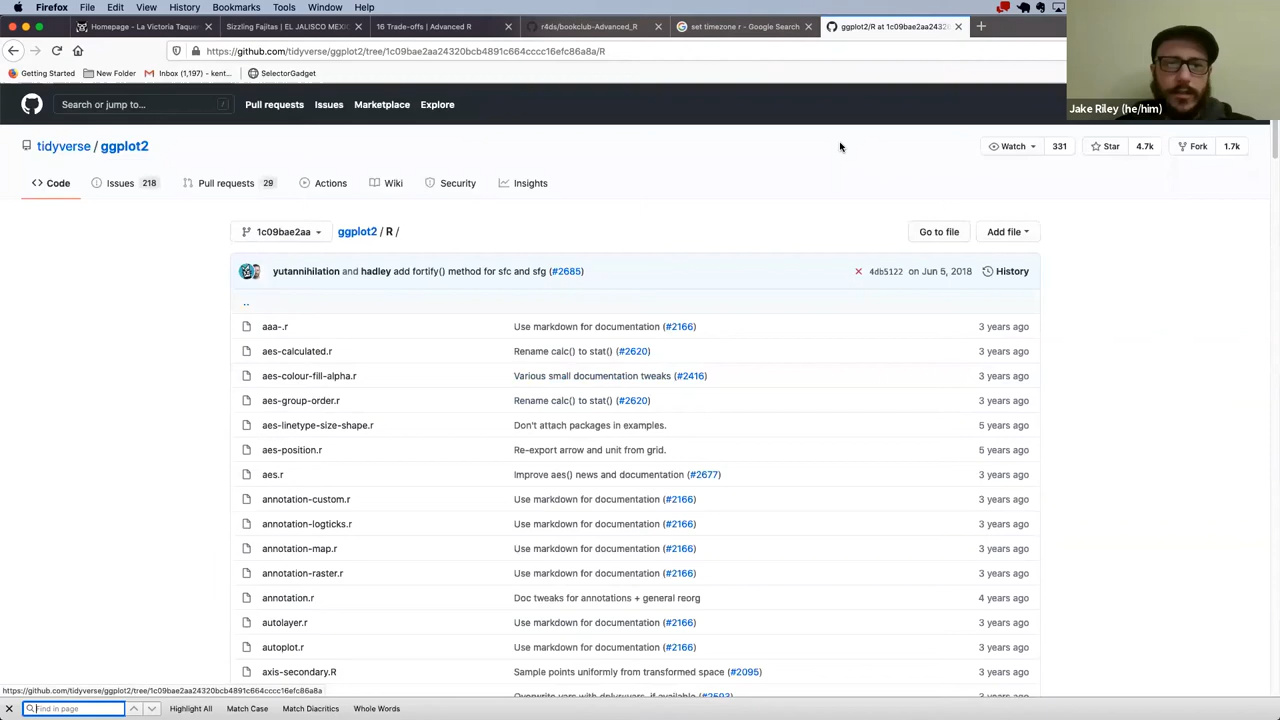 Firefox File Edit View History Bookmarks Tools Window Help
Homepage - La Victoria Taque
Sizzling Fajitas | EL JALISCO MEXI
16 Trade-offs | Advanced R
r4ds/bookclub-Advanced_R
set timezone r - Google Search
ggplot2/R at 1c09bae2aa2432
https://github.com/tidyverse/ggplot2/tree/1c09bae2aa24320bcb4891c664cccc16efc86a8a/R
Getting Started New Folder Inbox (1,197) - kent... SelectorGadget
Jake Riley (he/him)
Search or jump to... / Pull requests Issues Marketplace Explore
tidyverse / ggplot2 Watch 331 Star 4.7k Fork 1.7k
Code Issues 218 Pull requests 29 Actions Wiki Security Insights
1c09bae2aa ggplot2 / R / Go to file Add file
yutannihilation and hadley add fortify() method for sfc and sfg (#2685) 4db5122 on Jun 5, 2018 History
..
aaa-.r Use markdown for documentation (#2166) 3 years ago
aes-calculated.r Rename calc() to stat() (#2620) 3 years ago
aes-colour-fill-alpha.r Various small documentation tweaks (#2416) 3 years ago
aes-group-order.r Rename calc() to stat() (#2620) 3 years ago
aes-linetype-size-shape.r Don't attach packages in examples. 5 years ago
aes-position.r Re-export arrow and unit from grid. 5 years ago
aes.r Improve aes() news and documentation (#2677) 3 years ago
annotation-custom.r Use markdown for documentation (#2166) 3 years ago
annotation-logticks.r Use markdown for documentation (#2166) 3 years ago
annotation-map.r Use markdown for documentation (#2166) 3 years ago
annotation-raster.r Use markdown for documentation (#2166) 3 years ago
annotation.r Doc tweaks for annotations + general reorg 4 years ago
autolayer.r Use markdown for documentation (#2166) 3 years ago
autoplot.r Use markdown for documentation (#2166) 3 years ago
axis-secondary.R Sample points uniformly from transformed space (#2095) 3 years ago
https://github.com/tidyverse/ggplot2/tree/1c09bae2aa24320bcb4891c664cccc16efc86a8a
Find in page Highlight All Match Case Match Diacritics Whole Words